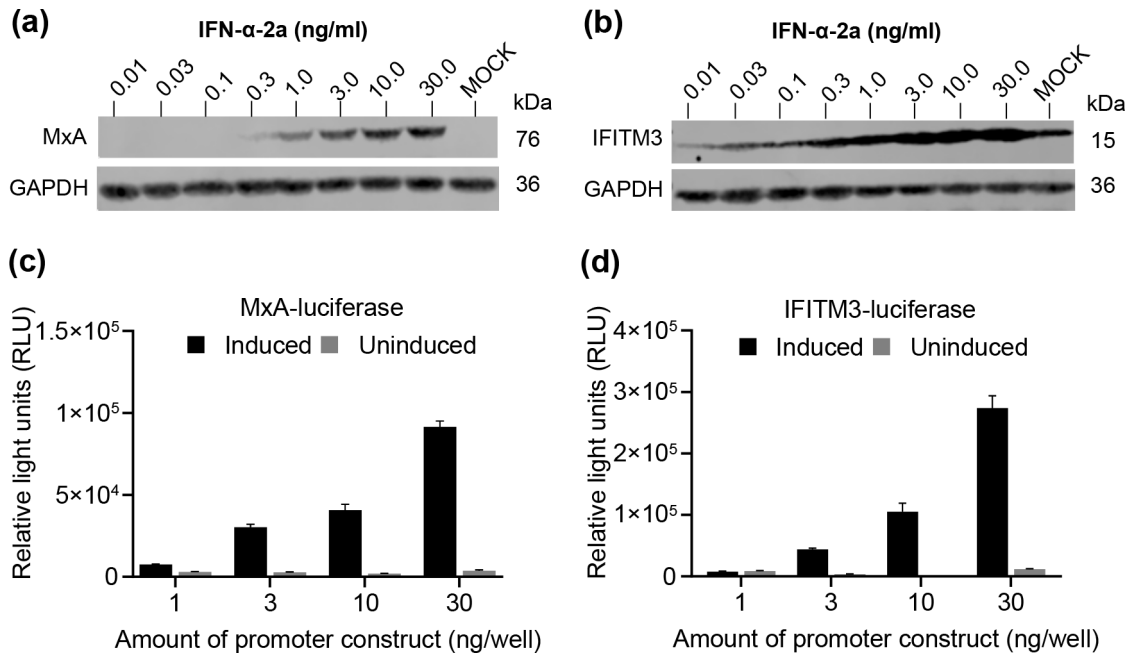 (a)
IFN-α-2a (ng/ml)
0.01 0.03 0.1 0.3 1.0 3.0 10.0 30.0 MOCK
kDa
MxA 76
GAPDH 36
(b)
IFN-α-2a (ng/ml)
0.01 0.03 0.1 0.3 1.0 3.0 10.0 30.0 MOCK
kDa
IFITM3 15
GAPDH 36
(c)
MxA-luciferase
Induced Uninduced
Relative light units (RLU)
1.5×10⁵
1×10⁵
5×10⁴
0
1 3 10 30
Amount of promoter construct (ng/well)
(d)
IFITM3-luciferase
Induced Uninduced
Relative light units (RLU)
4×10⁵
3×10⁵
2×10⁵
1×10⁵
0
1 3 10 30
Amount of promoter construct (ng/well)